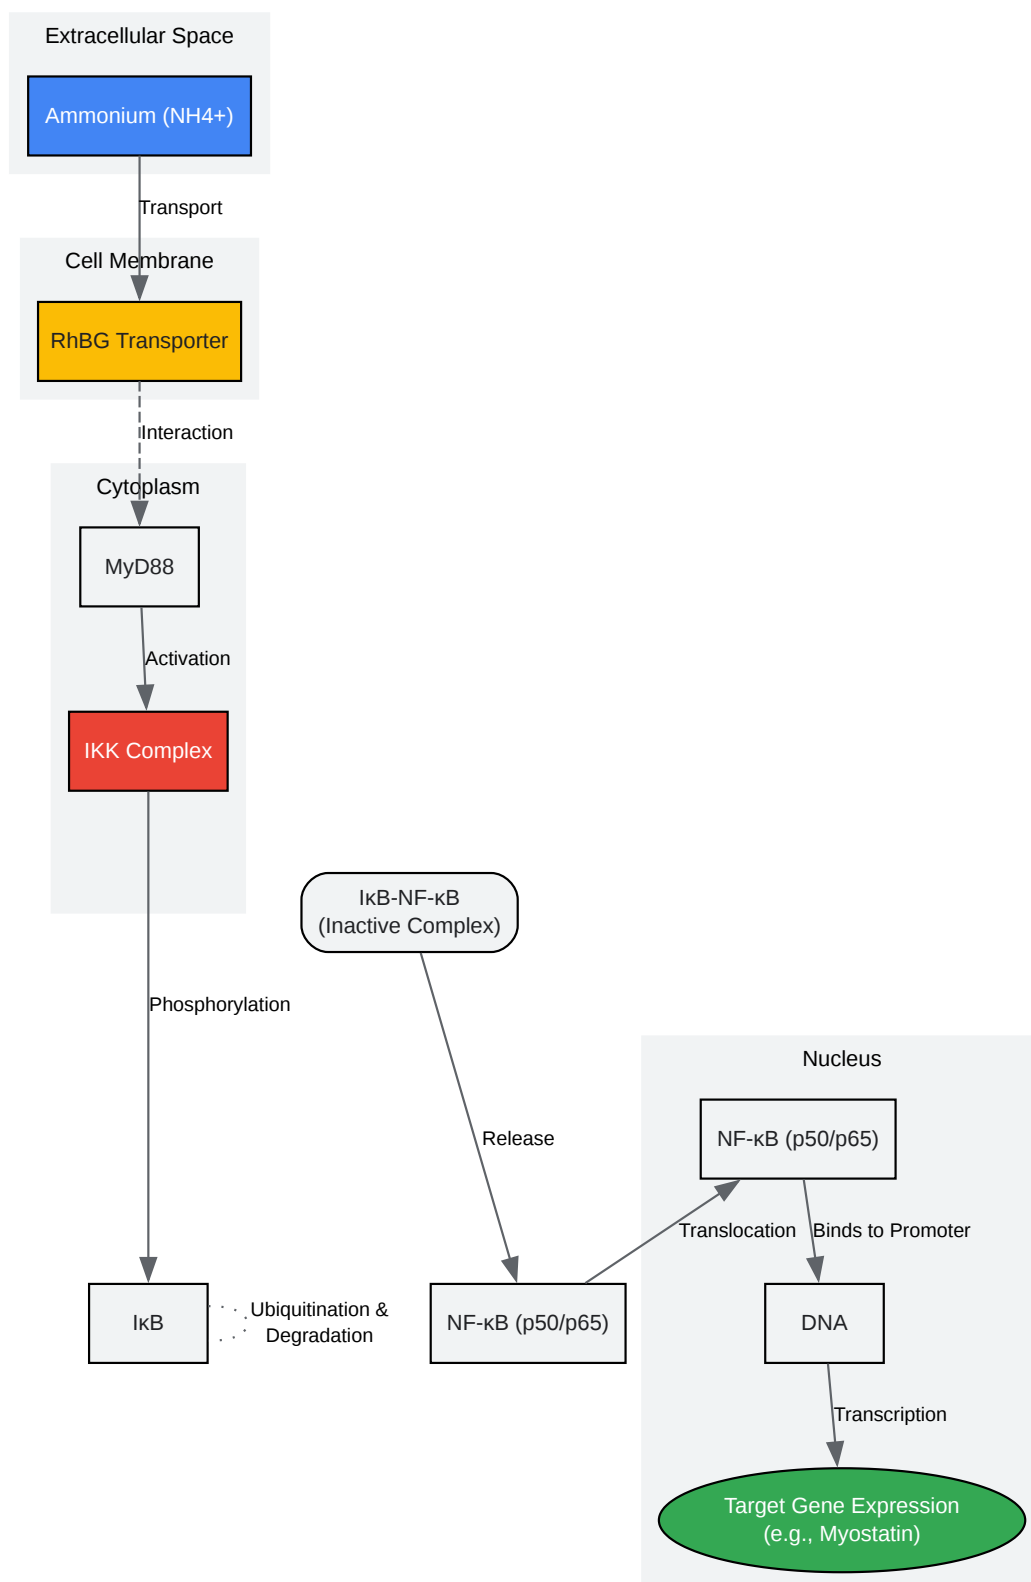 Extracellular Space
Ammonium (NH4+)
Transport
Cell Membrane
RhBG Transporter
Interaction
Cytoplasm
MyD88
Activation
IKK Complex
IκB-NF-κB
(Inactive Complex)
Phosphorylation
Nucleus
NF-κB (p50/p65)
Release
Translocation
Binds to Promoter
IκB
Ubiquitination &
Degradation
NF-κB (p50/p65)
DNA
Transcription
Target Gene Expression
(e.g., Myostatin)